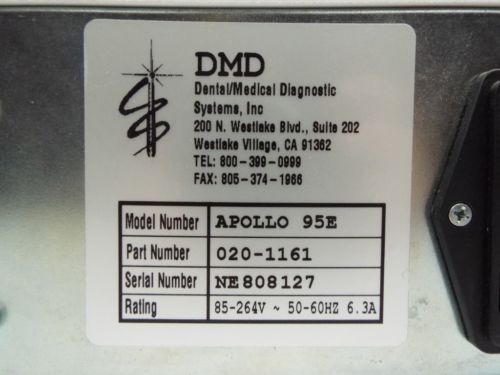 DMD
Dental/Medical Diagnostic
Systems, Inc
200 N. Westlake Blvd., Suite 202
Westlake Village, CA 91362
TEL: 800-399-0999
FAX: 805-374-1966
Model Number APOLLO 95E
Part Number 020-1161
Serial Number NE808127
Rating 85-264V ~ 50-60HZ 6.3A